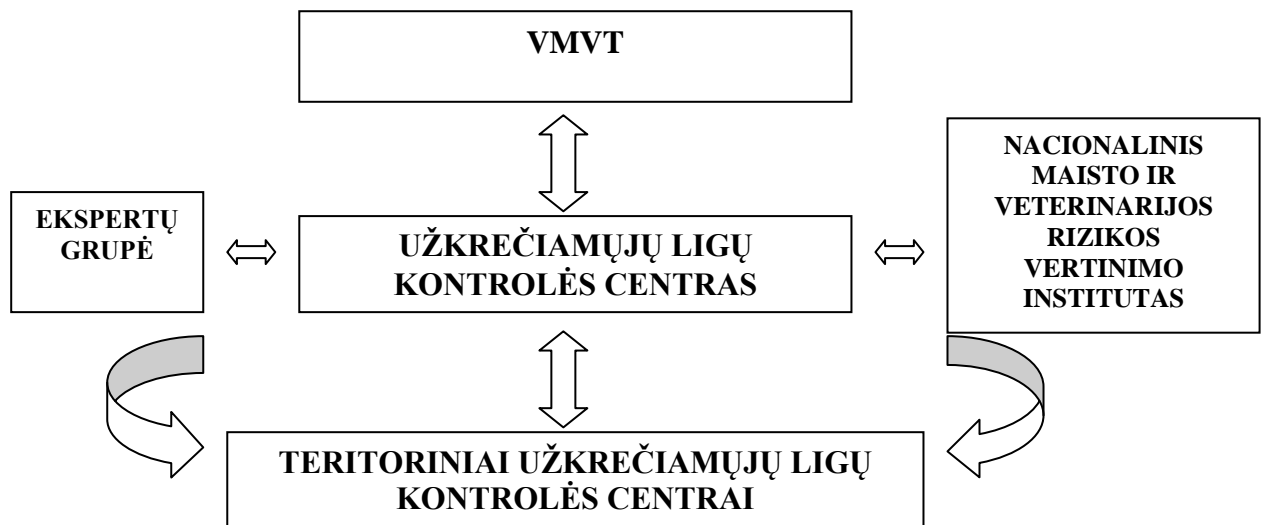 VMVT
EKSPERTŲ
GRUPĖ
UŽKREČIAMŲJŲ LIGŲ
KONTROLĖS CENTRAS
NACIONALINIS
MAISTO IR
VETERINARIJOS
RIZIKOS
VERTINIMO
INSTITUTAS
TERITORINIAI UŽKREČIAMŲJŲ LIGŲ
KONTROLĖS CENTRAI